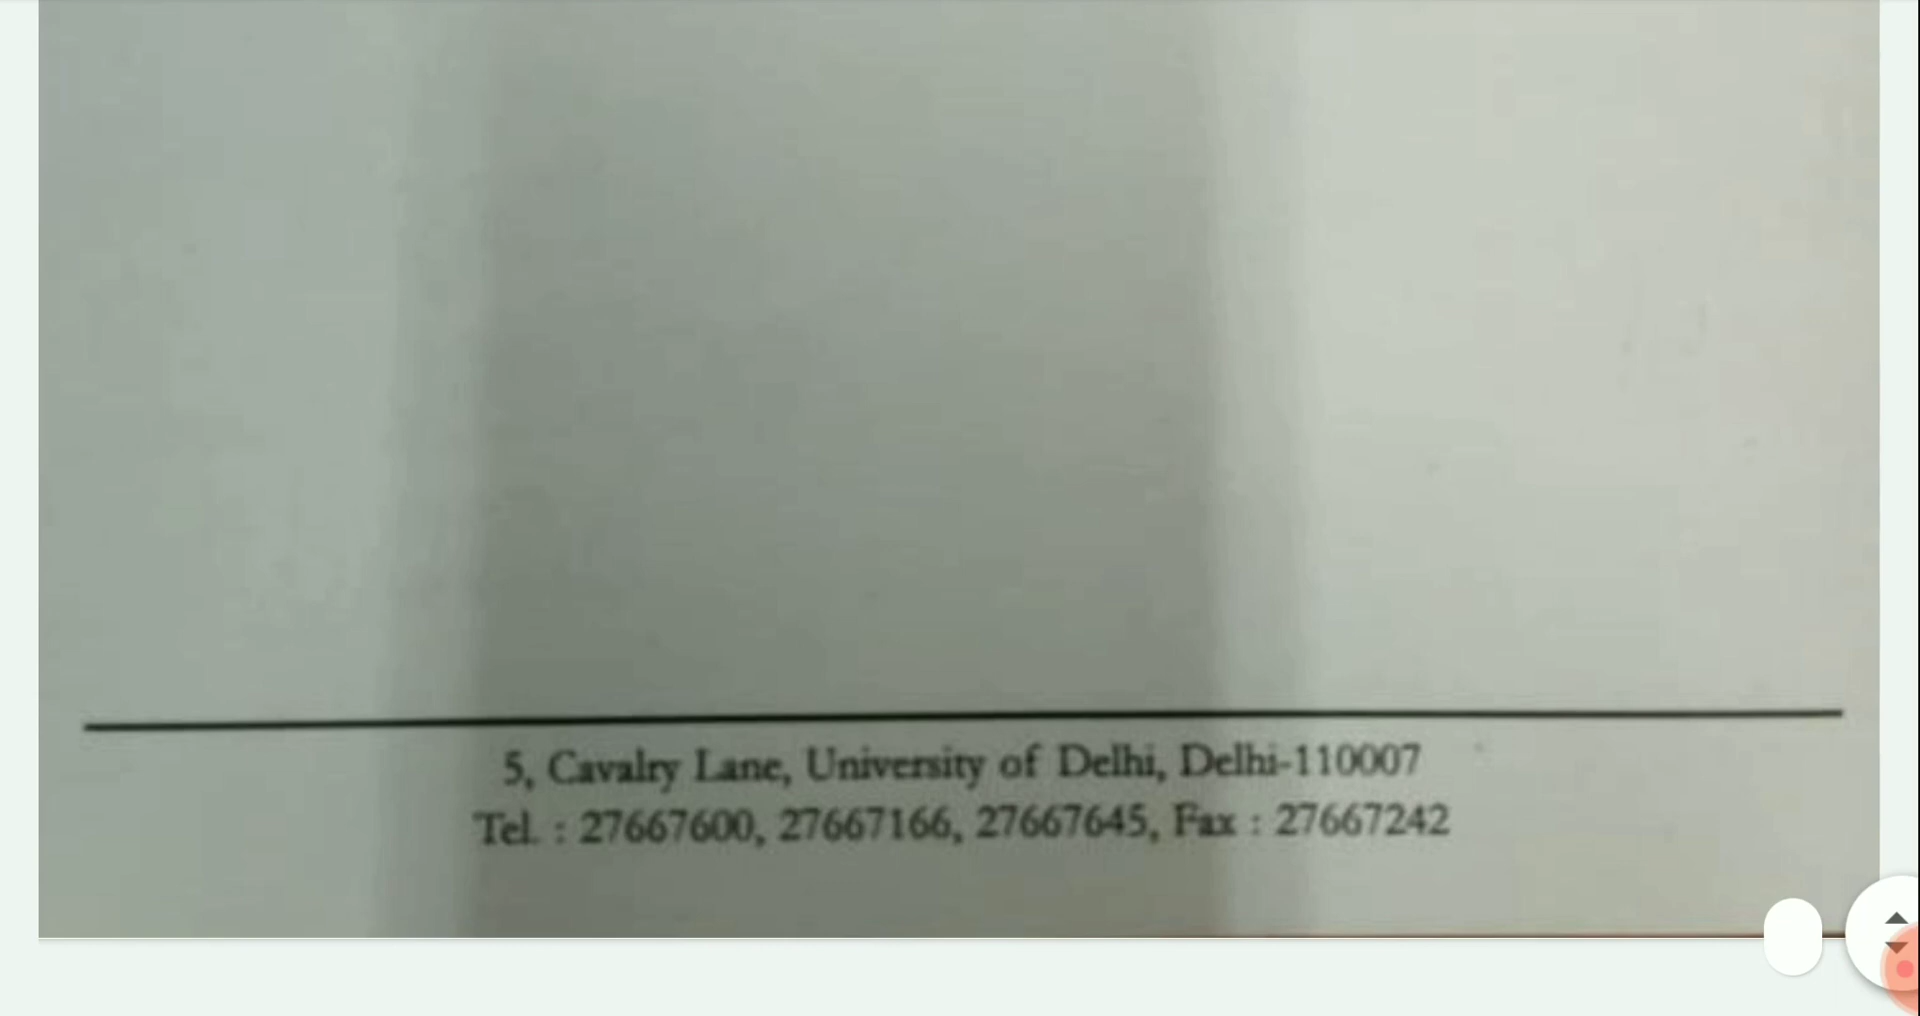 5, Cavalry Lane, University of Delhi, Delhi-110007
Tel. : 27667600, 27667166, 27667645, Fax : 27667242